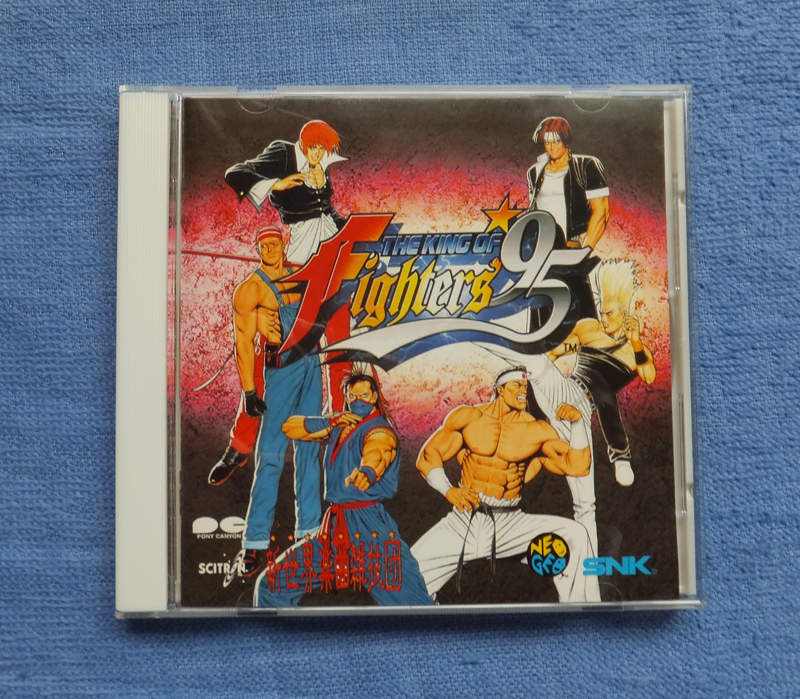 THE KING OF
Fighters'95
TM
PONY CANYON
SCITRON
新世界楽曲雑技団
NEO
GEO
SNK